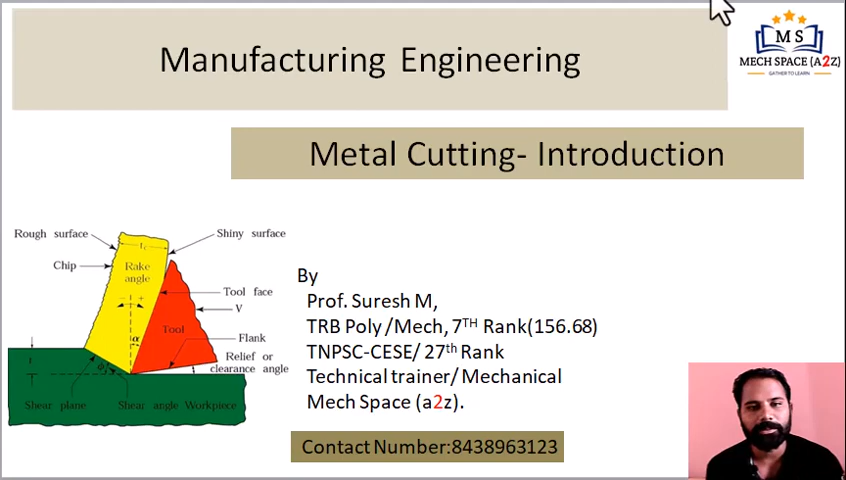 Manufacturing Engineering
M S
MECH SPACE (A2Z)
GATHER TO LEARN
Metal Cutting- Introduction
Rough surface
Shiny surface
Chip
Rake
angle
Tool face
V
Tool
Flank
Relief or
clearance angle
Shear plane
Shear angle
Workpiece
α
By
Prof. Suresh M,
TRB Poly /Mech, 7TH Rank(156.68)
TNPSC-CESE/ 27th Rank
Technical trainer/ Mechanical
Mech Space (a2z).
Contact Number:8438963123